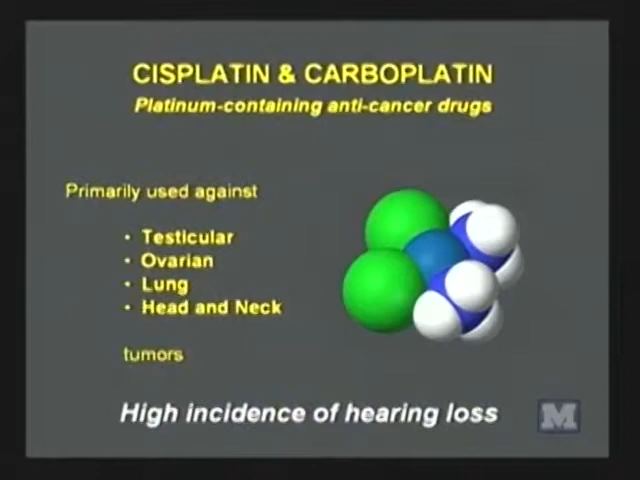 CISPLATIN & CARBOPLATIN
Platinum-containing anti-cancer drugs
Primarily used against
• Testicular
• Ovarian
• Lung
• Head and Neck
tumors
High incidence of hearing loss
M